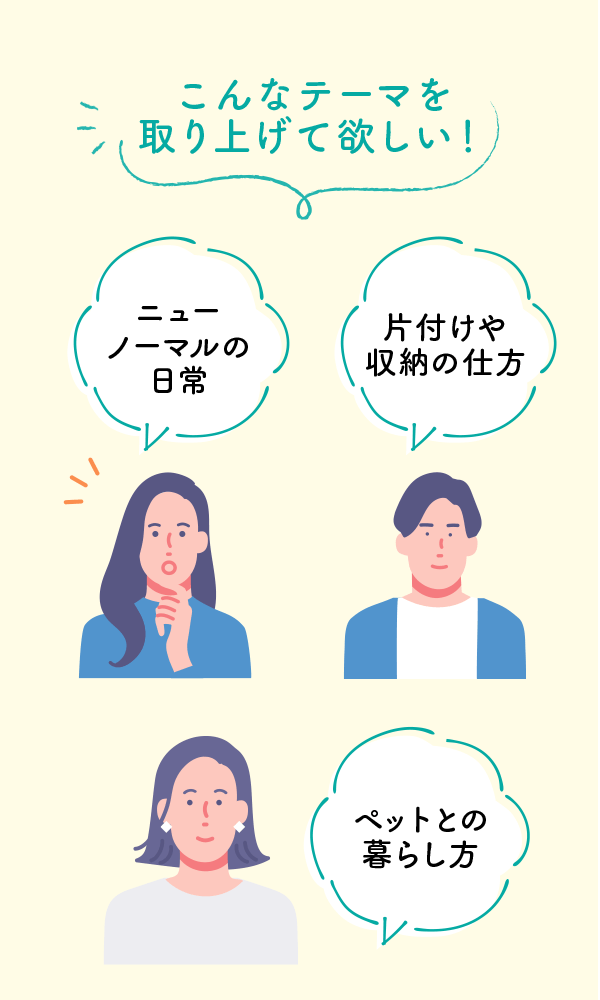 こんなテーマを
取り上げて欲しい！
ニュー
ノーマルの
日常
片付けや
収納の仕方
ペットとの
暮らし方